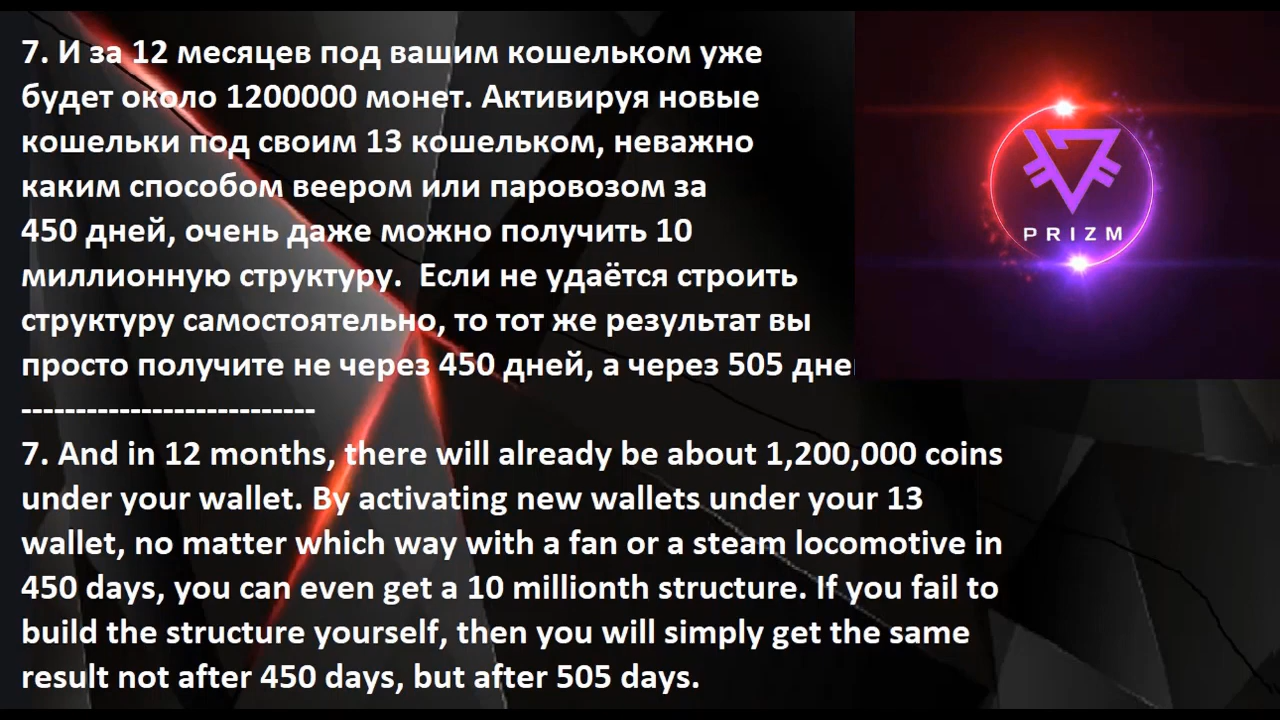 7. И за 12 месяцев под вашим кошельком уже
будет около 1200000 монет. Активируя новые
кошельки под своим 13 кошельком, неважно
каким способом веером или паровозом за
450 дней, очень даже можно получить 10
миллионную структуру.  Если не удаётся строить
структуру самостоятельно, то тот же результат вы
просто получите не через 450 дней, а через 505 дне
PRIZM
---------------------------
7. And in 12 months, there will already be about 1,200,000 coins
under your wallet. By activating new wallets under your 13
wallet, no matter which way with a fan or a steam locomotive in
450 days, you can even get a 10 millionth structure. If you fail to
build the structure yourself, then you will simply get the same
result not after 450 days, but after 505 days.